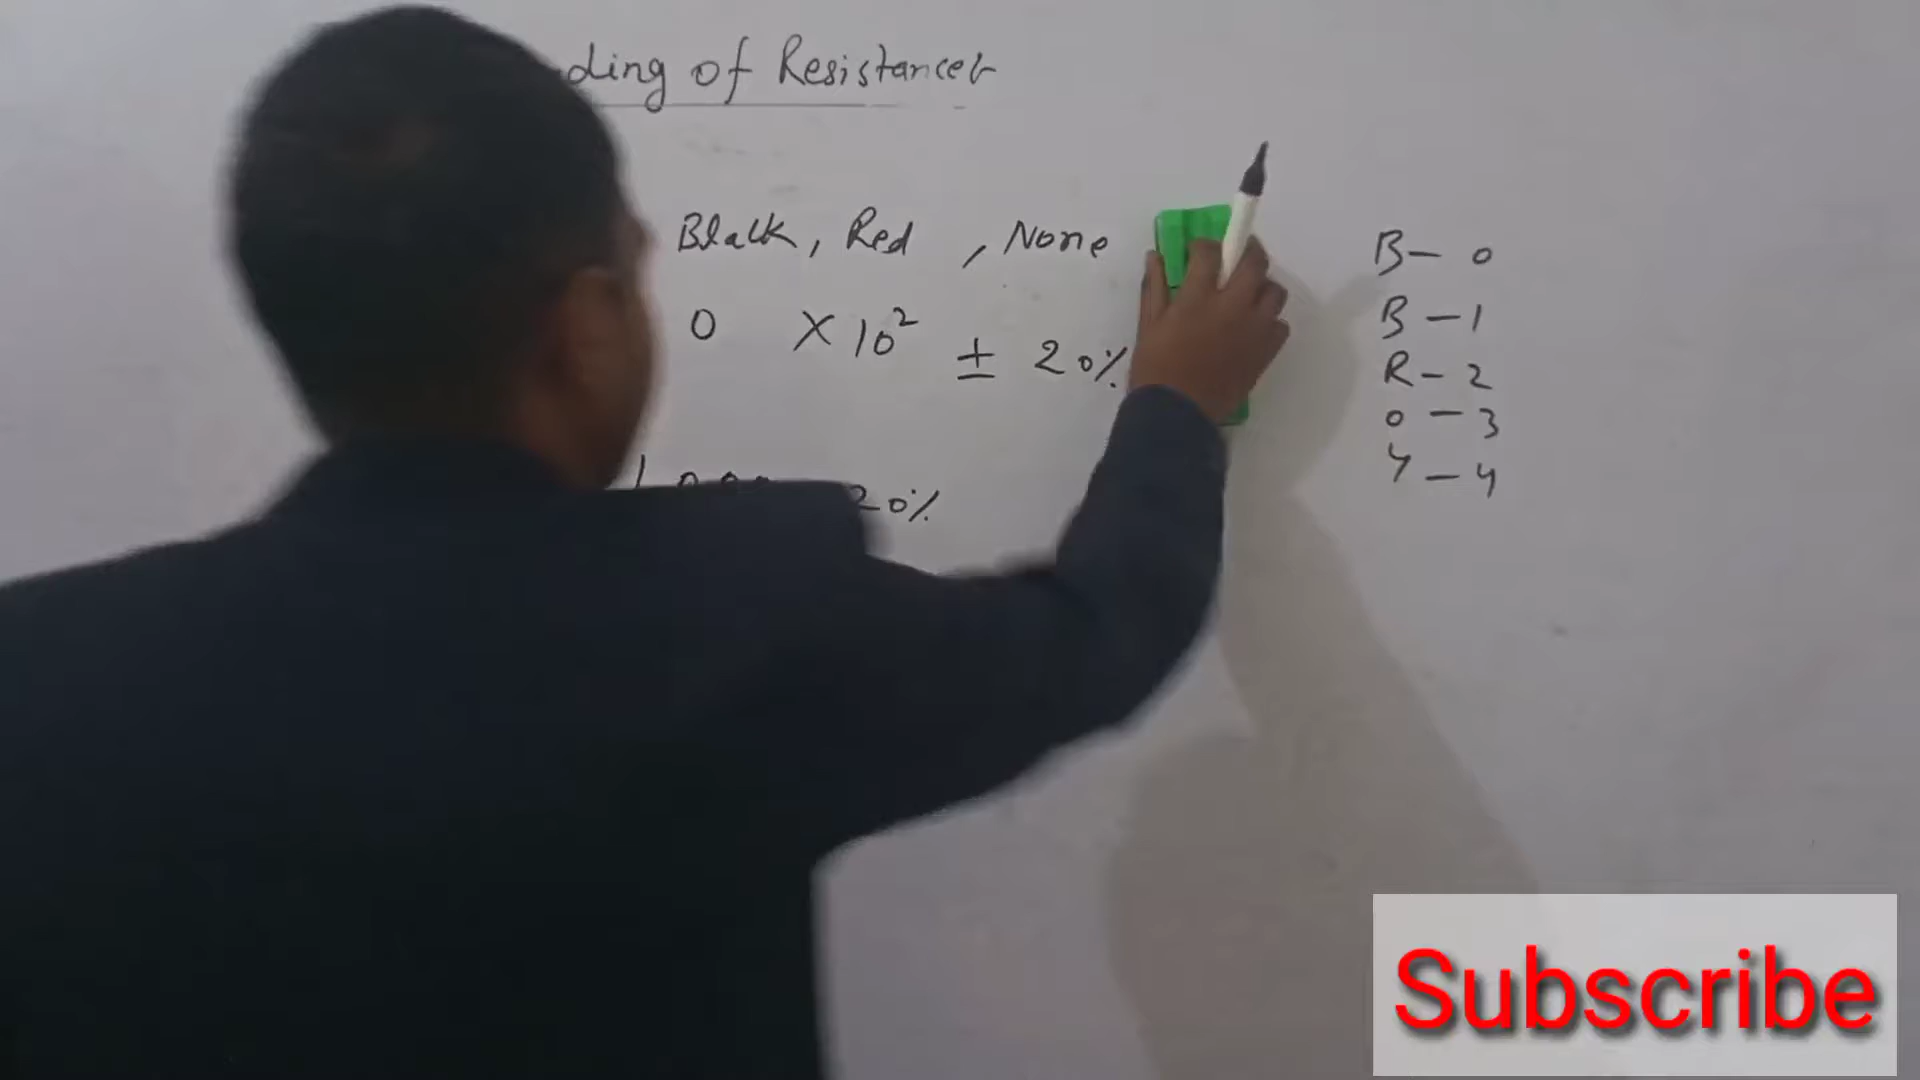 ding of Resistancer
Black, Red , None
0 X 10² ± 20%
20%
B - 0
B - 1
R - 2
O - 3
Y - 4
Subscribe